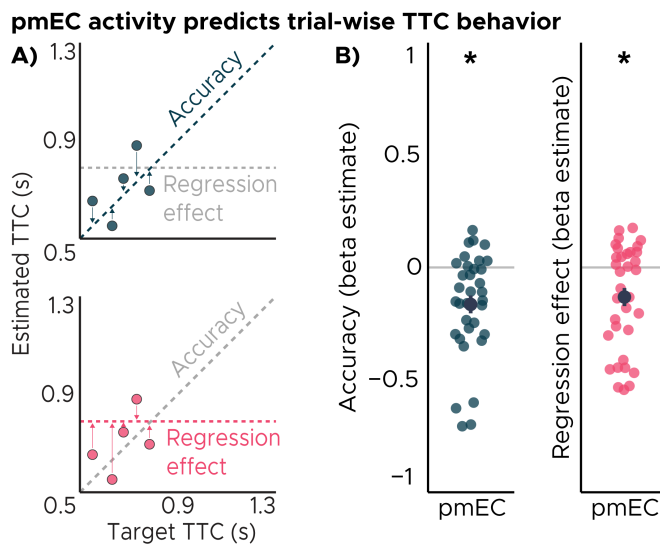 pmEC activity predicts trial-wise TTC behavior
A)
Estimated TTC (s)
1.3
0.9
0.5
Accuracy
Regression
effect
1.3
0.9
0.5
0.9
1.3
Accuracy
Regression
effect
Target TTC (s)
B)
Accuracy (beta estimate)
1
0.5
0
−0.5
−1
*
pmEC
Regression effect (beta estimate)
*
pmEC